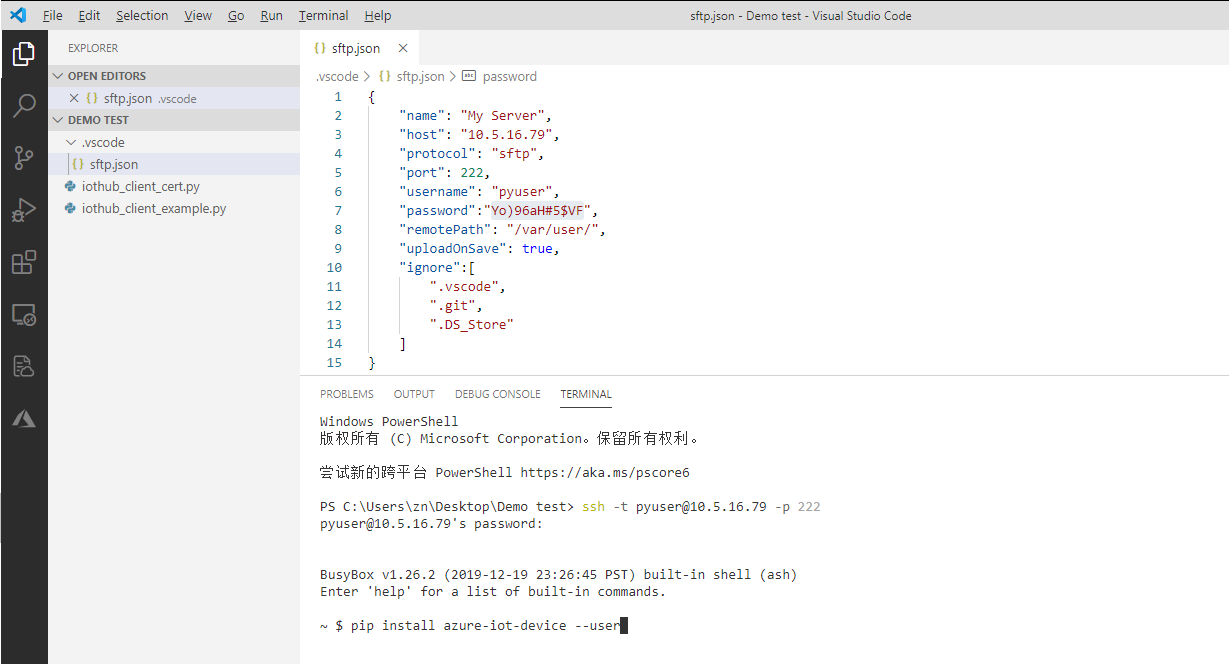 File Edit Selection View Go Run Terminal Help sftp.json - Demo test - Visual Studio Code
EXPLORER
OPEN EDITORS
sftp.json .vscode
DEMO TEST
.vscode
{} sftp.json
iothub_client_cert.py
iothub_client_example.py
{} sftp.json
.vscode > {} sftp.json > abc password
1 {
2 "name": "My Server",
3 "host": "10.5.16.79",
4 "protocol": "sftp",
5 "port": 222,
6 "username": "pyuser",
7 "password":"Yo)96aH#5$VF",
8 "remotePath": "/var/user/",
9 "uploadOnSave": true,
10 "ignore":[
11 ".vscode",
12 ".git",
13 ".DS_Store"
14 ]
15 }
PROBLEMS OUTPUT DEBUG CONSOLE TERMINAL
Windows PowerShell
版权所有 (C) Microsoft Corporation。保留所有权利。
尝试新的跨平台 PowerShell https://aka.ms/pscore6
PS C:\Users\zn\Desktop\Demo test> ssh -t pyuser@10.5.16.79 -p 222
pyuser@10.5.16.79's password:
BusyBox v1.26.2 (2019-12-19 23:26:45 PST) built-in shell (ash)
Enter 'help' for a list of built-in commands.
~ $ pip install azure-iot-device --user